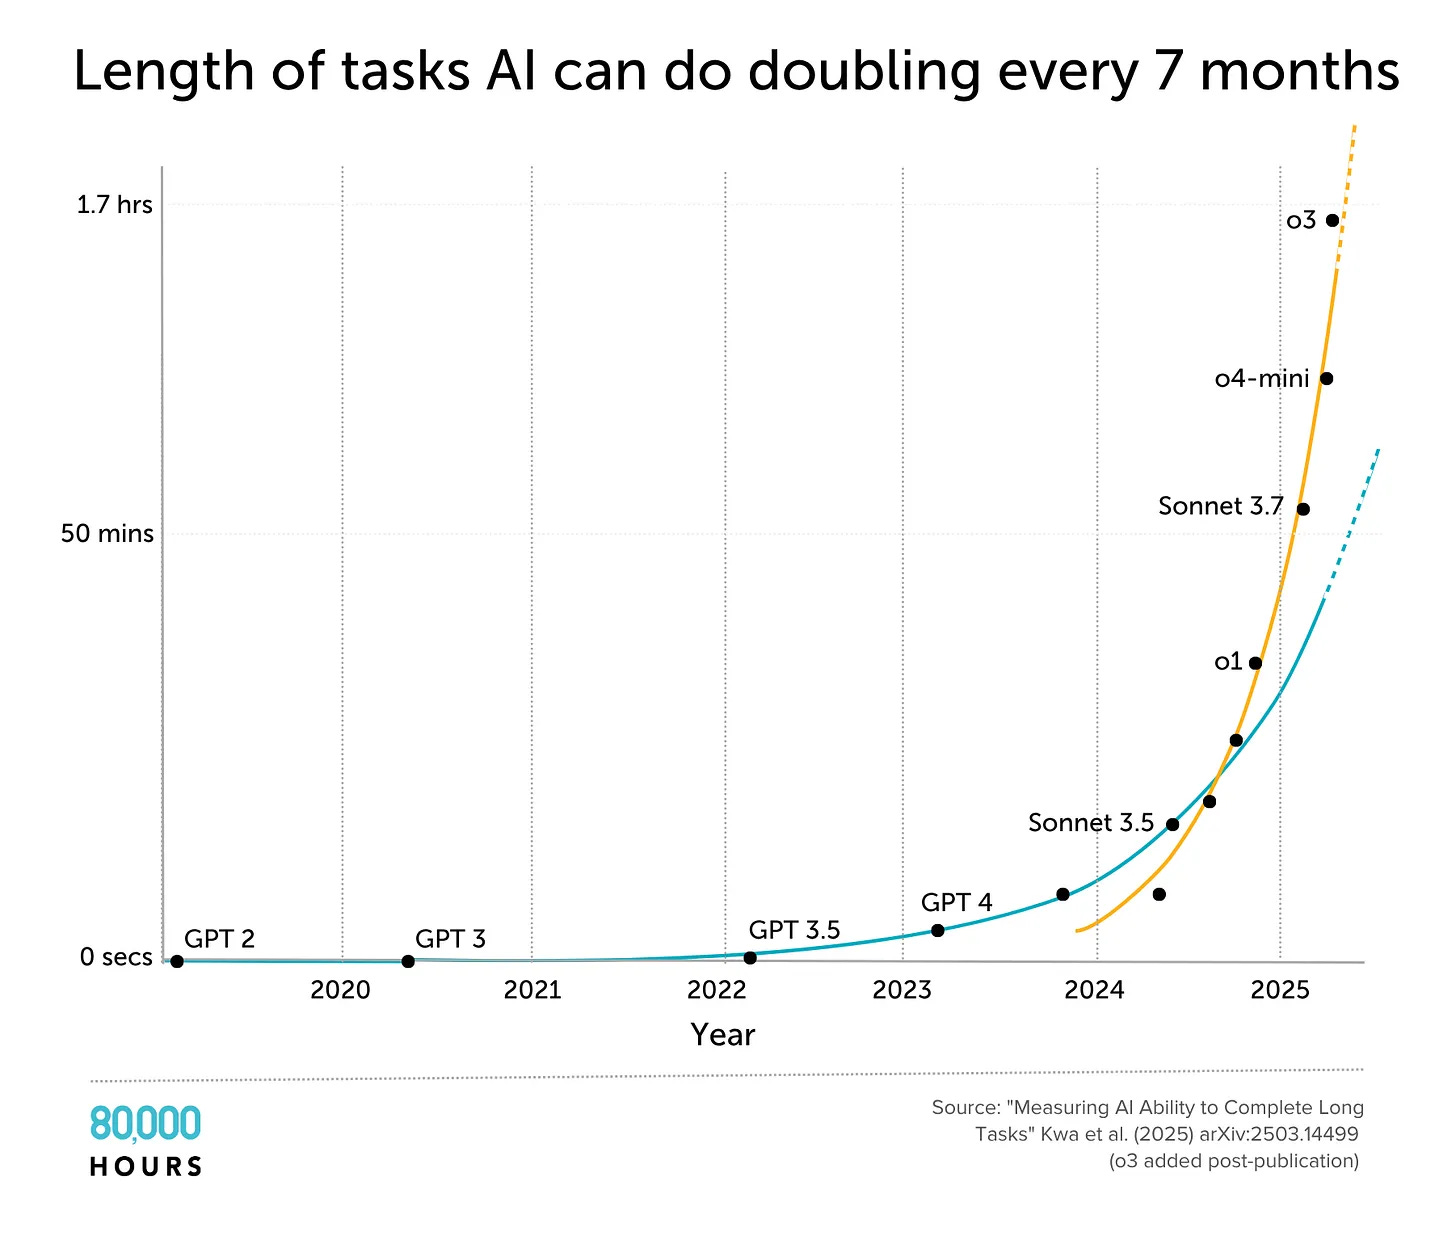 Length of tasks AI can do doubling every 7 months
1.7 hrs
o3
o4-mini
Sonnet 3.7
50 mins
o1
Sonnet 3.5
GPT 4
GPT 3.5
GPT 2
GPT 3
0 secs
2020
2021
2022
2023
2024
2025
Year
80,000
HOURS
Source: "Measuring AI Ability to Complete Long
Tasks" Kwa et al. (2025) arXiv:2503.14499
(o3 added post-publication)